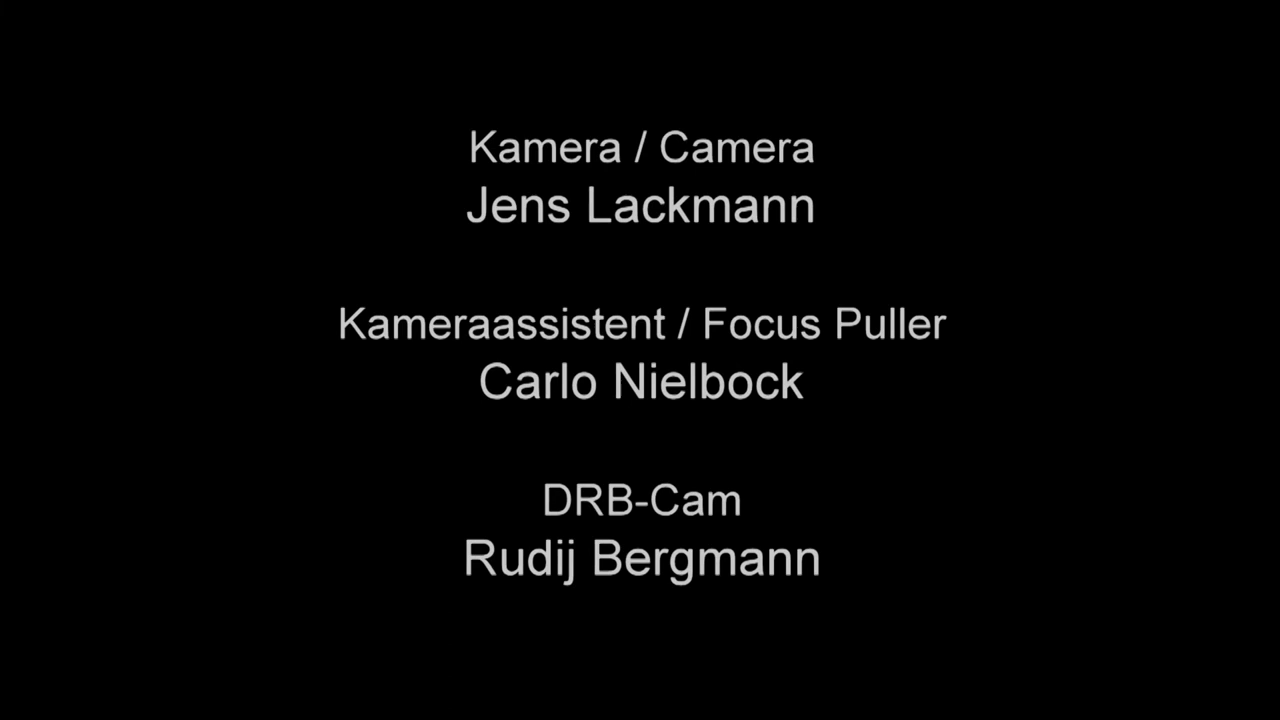 Kamera / Camera
Jens Lackmann
Kameraassistent / Focus Puller
Carlo Nielbock
DRB-Cam
Rudij Bergmann